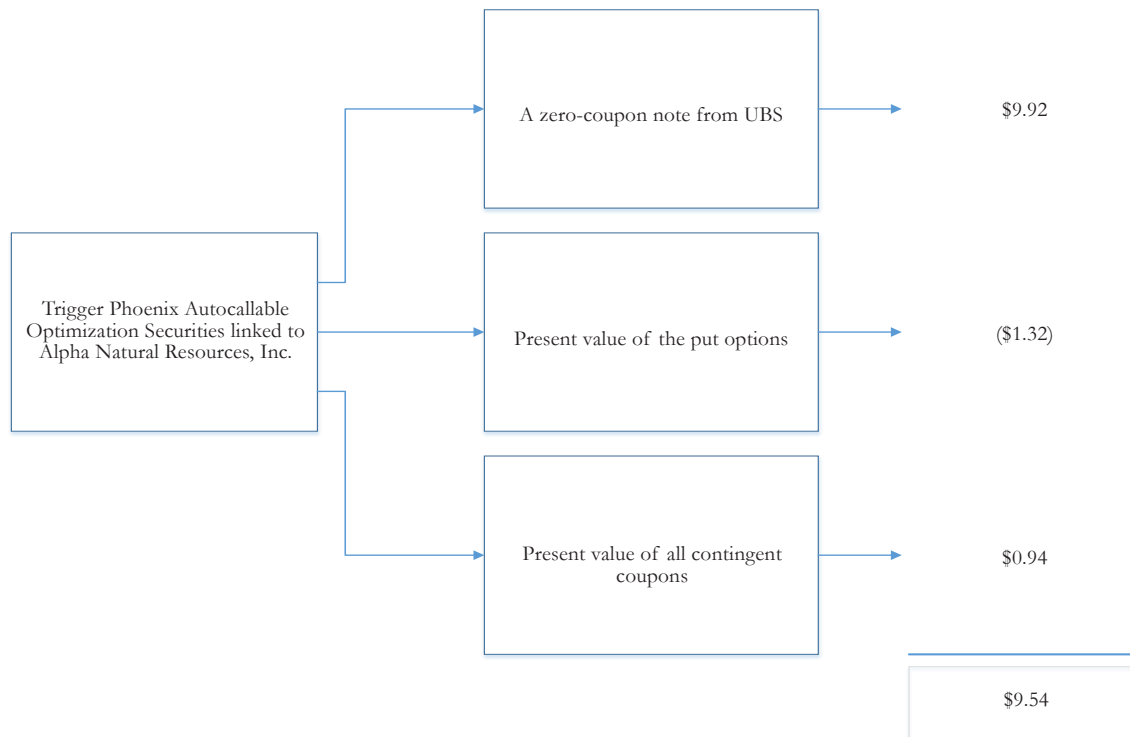 A zero-coupon note from UBS
$9.92
Trigger Phoenix Autocallable
Optimization Securities linked to
Alpha Natural Resources, Inc.
Present value of the put options
($1.32)
Present value of all contingent
coupons
$0.94
$9.54